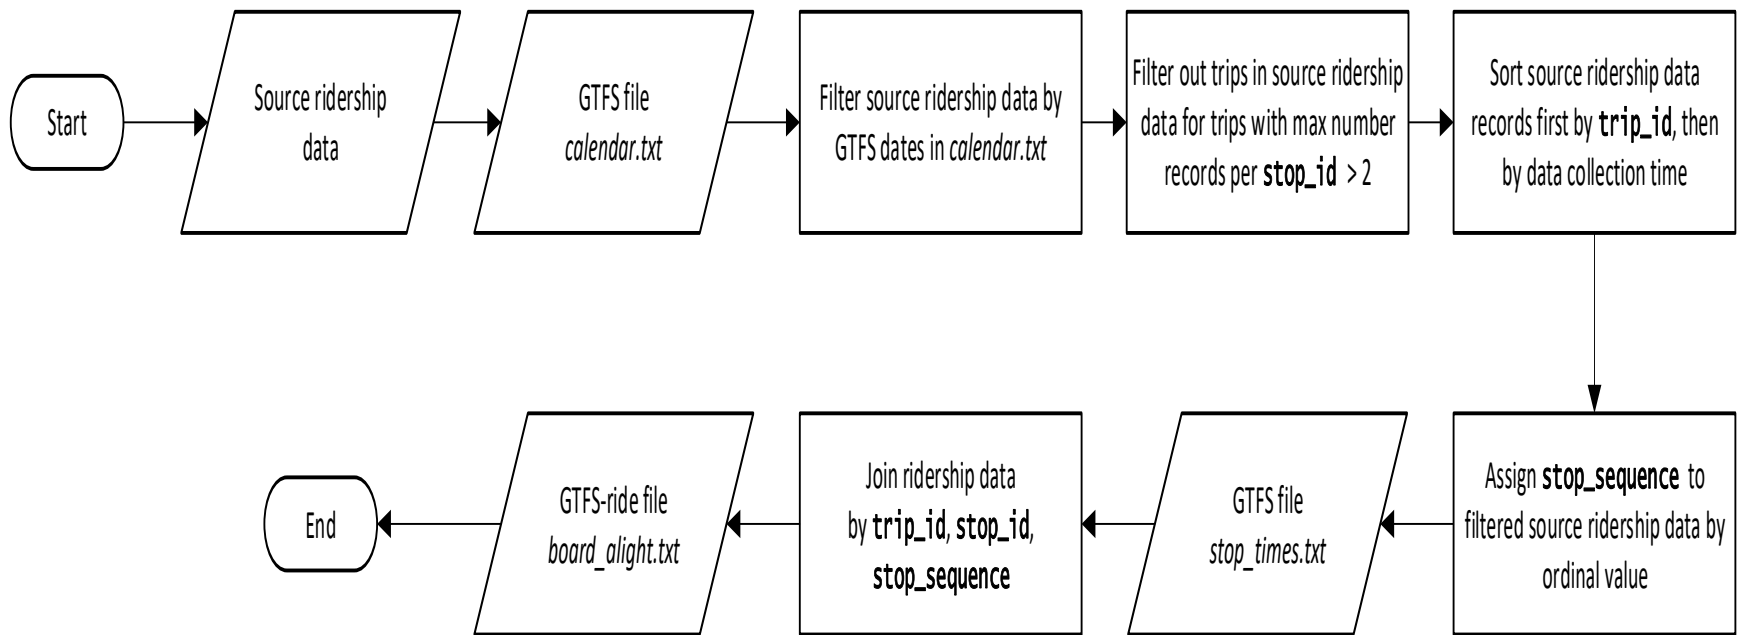 Start
Source ridership
data
GTFS file
calendar.txt
Filter source ridership data by
GTFS dates in calendar.txt
Filter out trips in source ridership
data for trips with max number
records per stop_id > 2
Sort source ridership data
records first by trip_id, then
by data collection time
Assign stop_sequence to
filtered source ridership data by
ordinal value
GTFS file
stop_times.txt
Join ridership data
by trip_id, stop_id,
stop_sequence
GTFS-ride file
board_alight.txt
End